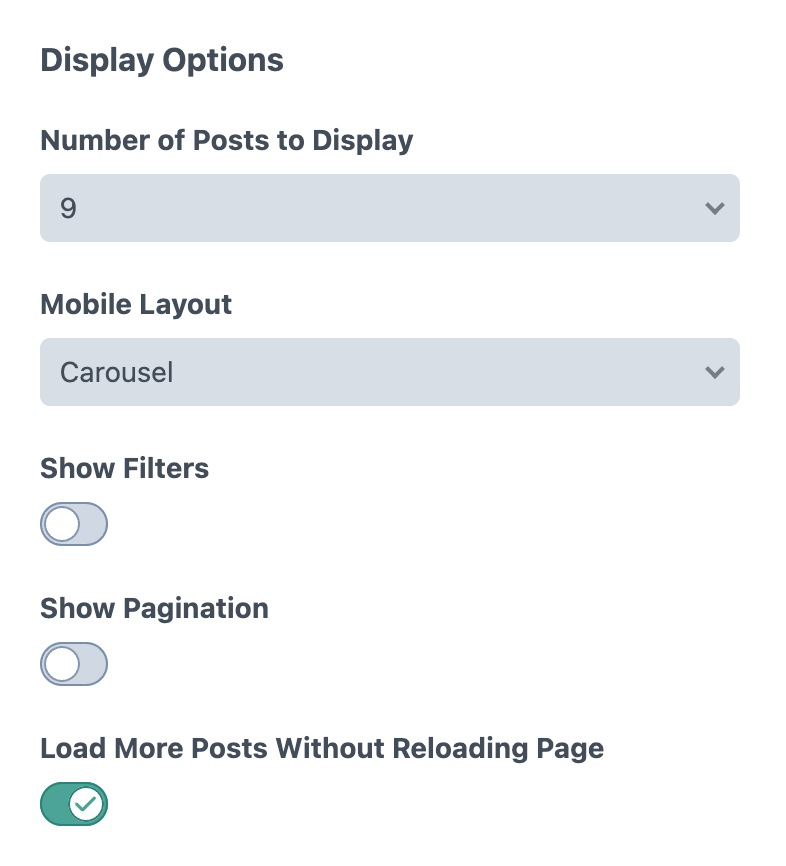 Display Options
Number of Posts to Display
9
Mobile Layout
Carousel
Show Filters
Show Pagination
Load More Posts Without Reloading Page